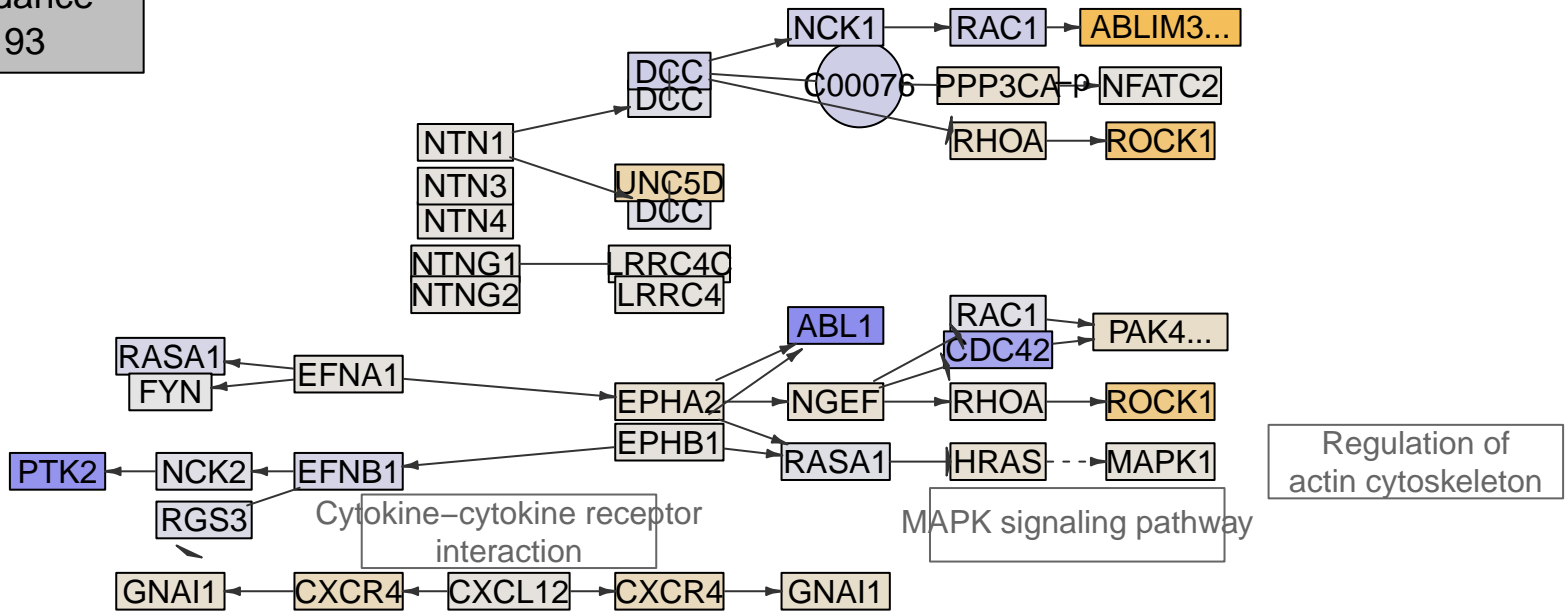 dance
93
NCK1
RAC1
ABLIM3...
DCC
DCC
C00076
PPP3CA
–p
NFATC2
NTN1
RHOA
ROCK1
NTN3
UNC5D
NTN4
DCC
NTNG1
LRRC4C
NTNG2
LRRC4
RAC1
ABL1
PAK4...
RASA1
CDC42
EFNA1
FYN
EPHA2
NGEF
RHOA
ROCK1
EPHB1
PTK2
NCK2
EFNB1
RASA1
HRAS
MAPK1
Regulation of
actin cytoskeleton
RGS3
Cytokine–cytokine receptor
interaction
MAPK signaling pathway
GNAI1
CXCR4
CXCL12
CXCR4
GNAI1